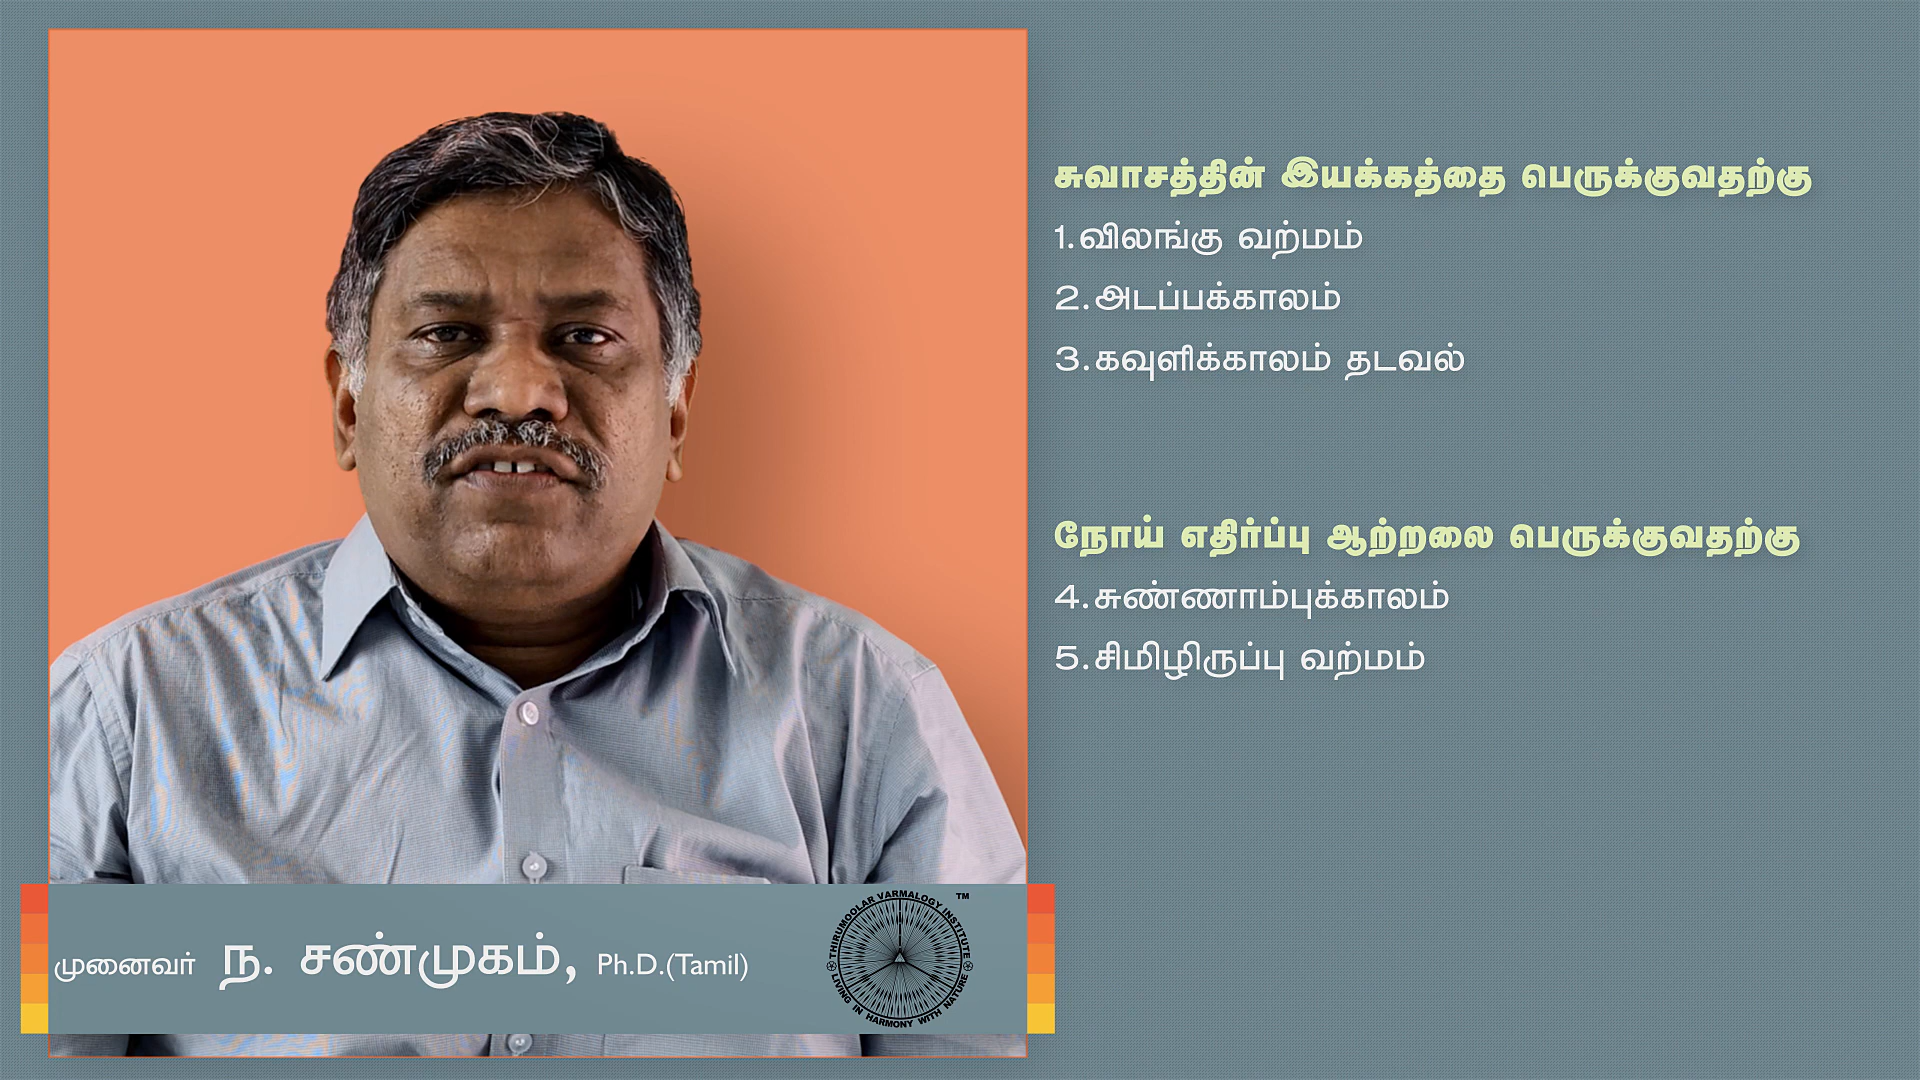 சுவாசத்தின் இயக்கத்தை பெருக்குவதற்கு
1.விலங்கு வற்மம்
2.அடப்பக்காலம்
3.கவுளிக்காலம் தடவல்
நோய் எதிர்ப்பு ஆற்றலை பெருக்குவதற்கு
4.சுண்ணாம்புக்காலம்
5.சிமிழிருப்பு வற்மம்
முனைவர் ந. சண்முகம், Ph.D.(Tamil)
THIRUMOOLAR VARMALOGY INSTITUTE TM
LIVING IN HARMONY WITH NATURE